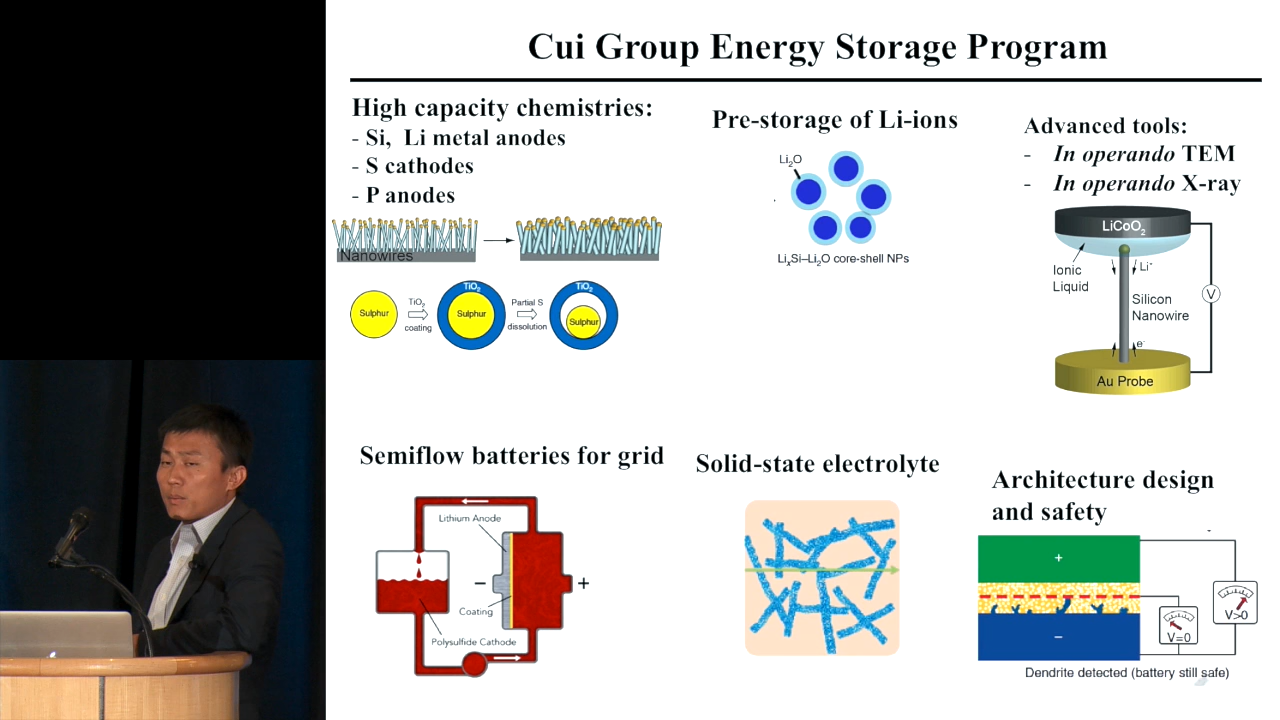 Cui Group Energy Storage Program
High capacity chemistries:
- Si, Li metal anodes
- S cathodes
- P anodes
Nanowires
Sulphur
TiO₂
coating
TiO₂
Sulphur
Partial S
dissolution
TiO₂
Sulphur
Pre-storage of Li-ions
Li₂O
LiₓSi–Li₂O core-shell NPs
Advanced tools:
- In operando TEM
- In operando X-ray
LiCoO₂
Ionic
Liquid
Li⁺
Silicon
Nanowire
V
e⁻
Au Probe
Semiflow batteries for grid
Lithium Anode
−
+
Coating
Polysulfide Cathode
Solid-state electrolyte
Architecture design
and safety
+
−
V=0
V>0
Dendrite detected (battery still safe)